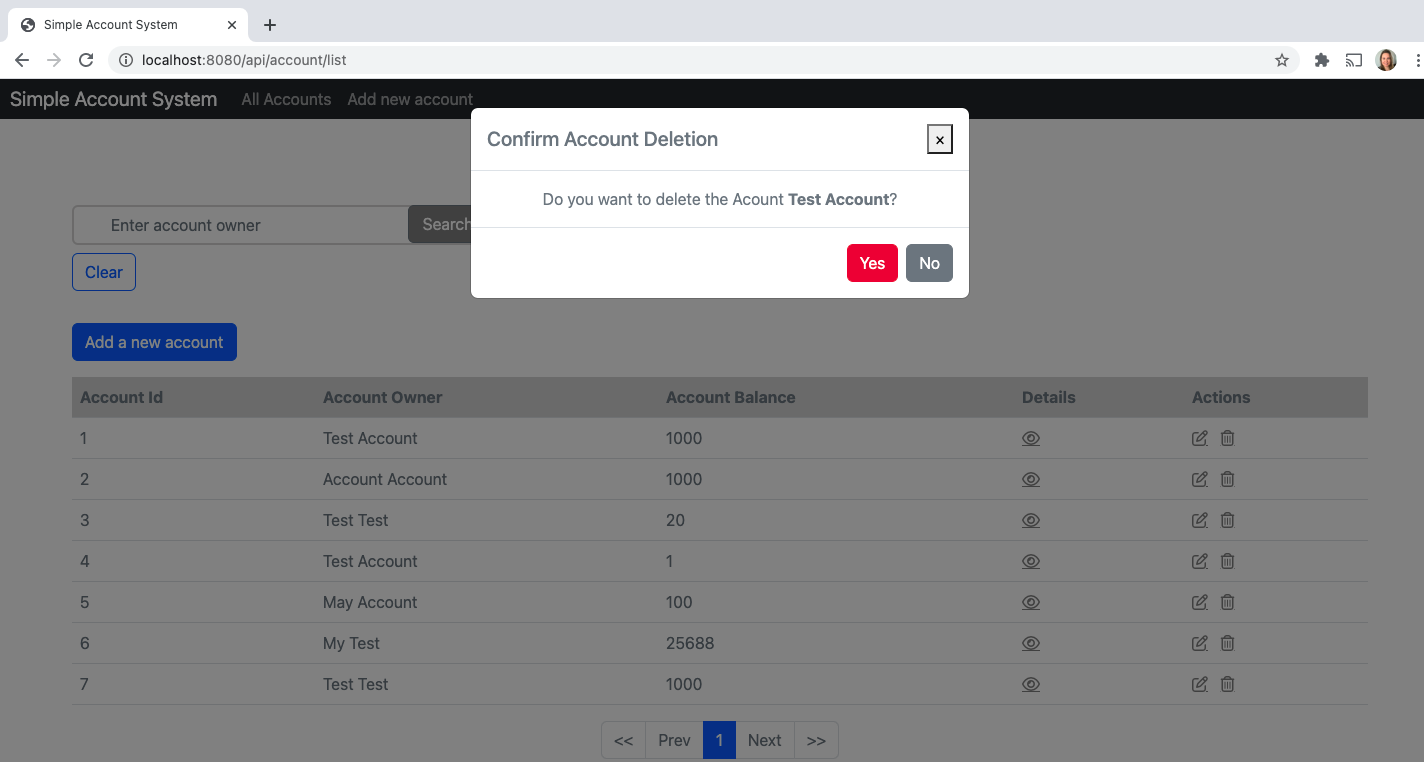 Simple Account System
localhost:8080/api/account/list
Simple Account System All Accounts Add new account
Confirm Account Deletion ×
Do you want to delete the Acount Test Account?
Yes No
Enter account owner Search
Clear
Add a new account
Account Id Account Owner Account Balance Details Actions
1 Test Account 1000
2 Account Account 1000
3 Test Test 20
4 Test Account 1
5 May Account 100
6 My Test 25688
7 Test Test 1000
<< Prev 1 Next >>